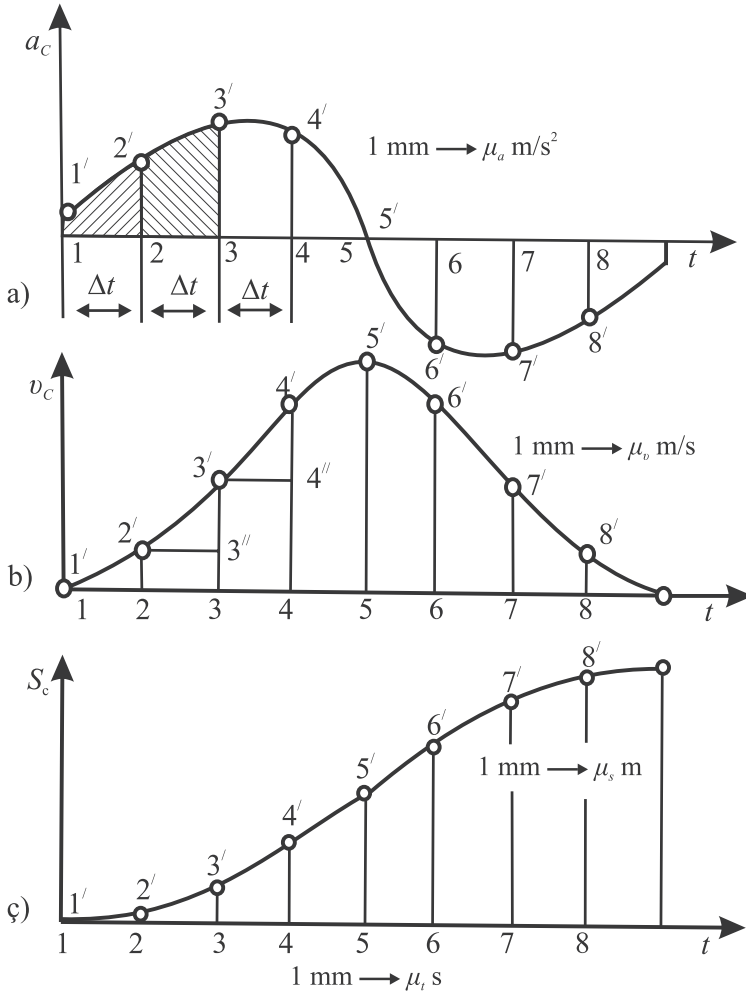 a_C
3′
2′ 4′
1 mm → μ_a m/s²
1′
5′
1 2 3 4 5 6 7 8 t
Δt Δt Δt
a)
6′ 7′ 8′
5′
υ_C
4′ 6′
1 mm → μ_υ m/s
3′ 4″ 7′
2′ 3″ 8′
1′
b)
1 2 3 4 5 6 7 8 t
S_c
8′
7′
6′
1 mm → μ_s m
5′
4′
3′
1′ 2′
ç)
1 2 3 4 5 6 7 8 t
1 mm → μ_t s